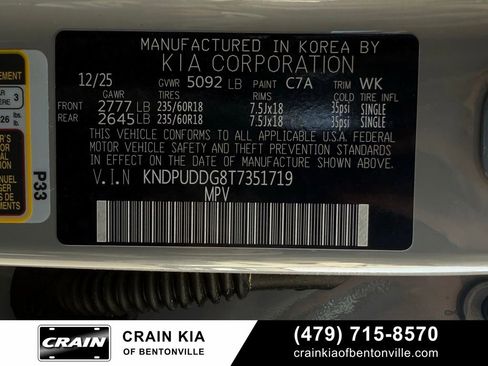 MANUFACTURED IN KOREA BY
KIA CORPORATION
12/25 GVWR 5092 LB PAINT C7A TRIM WK
TIRES RIMS COLD TIRE INFL
FRONT 2777 LB 235/60R18 7.5Jx18 35psi SINGLE
REAR 2645 LB 235/60R18 7.5Jx18 35psi SINGLE
THIS VEHICLE CONFORMS TO ALL APPLICABLE U.S.A. FEDERAL
MOTOR VEHICLE SAFETY AND THEFT PREVENTION STANDARDS
IN EFFECT ON THE DATE OF MANUFACTURE SHOWN ABOVE.
V.I.N KNDPUDDG8T7351719
MPV
P33
CRAIN
CRAIN KIA
OF BENTONVILLE
(479) 715-8570
crainkiaofbentonville.com